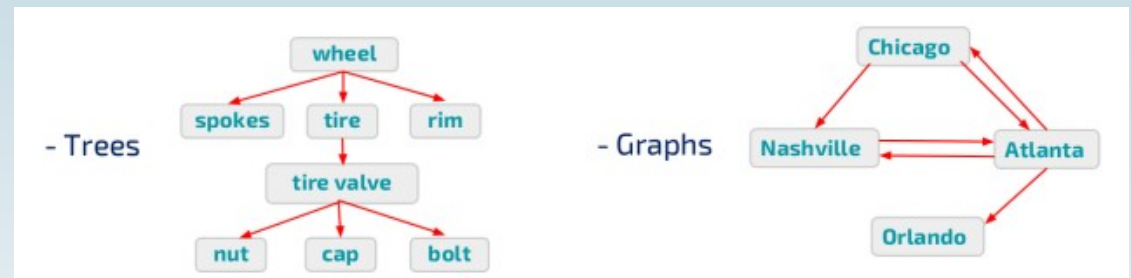 - Trees
wheel
spokes tire rim
tire valve
nut cap bolt
- Graphs
Chicago
Nashville Atlanta
Orlando